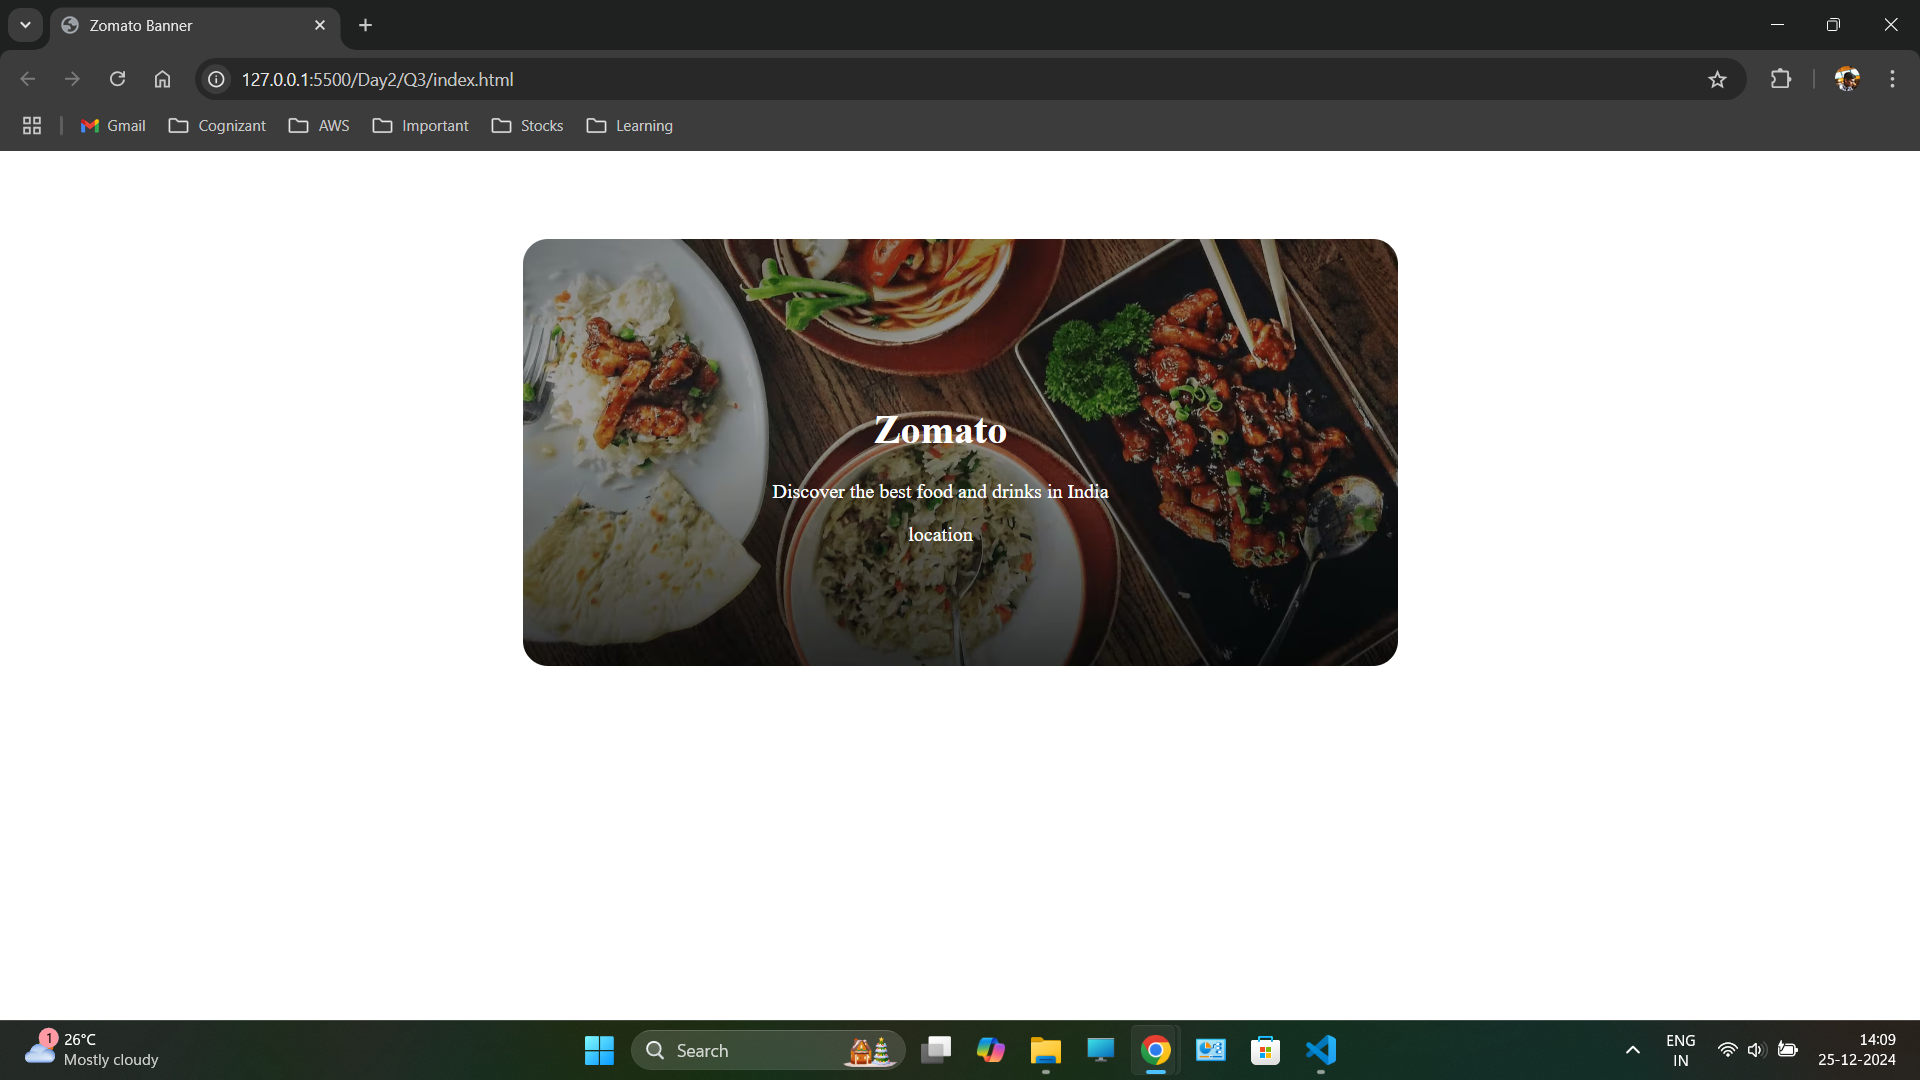 Zomato Banner
127.0.0.1:5500/Day2/Q3/index.html
Gmail
Cognizant
AWS
Important
Stocks
Learning
Zomato
Discover the best food and drinks in India
location
1
26°C
Mostly cloudy
Search
ENG
IN
14:09
25-12-2024